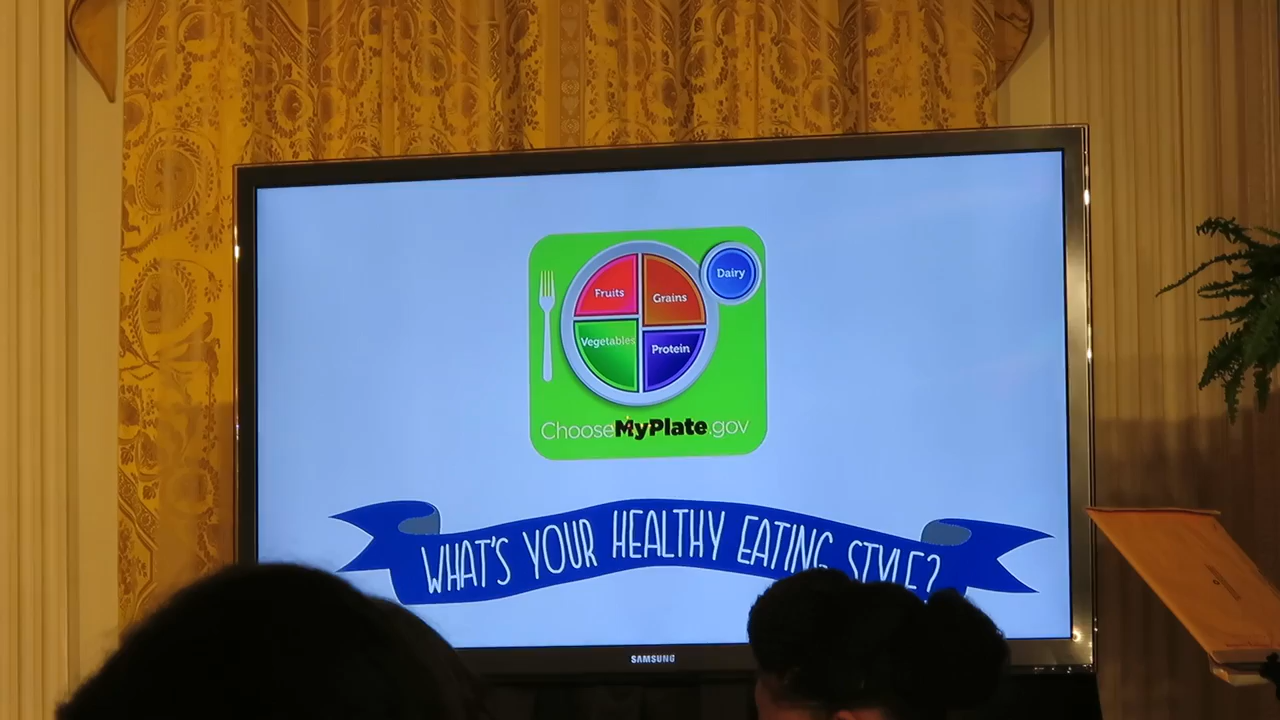 Fruits
Grains
Dairy
Vegetables
Protein
ChooseMyPlate.gov
WHAT'S YOUR HEALTHY EATING STYLE?
SAMSUNG